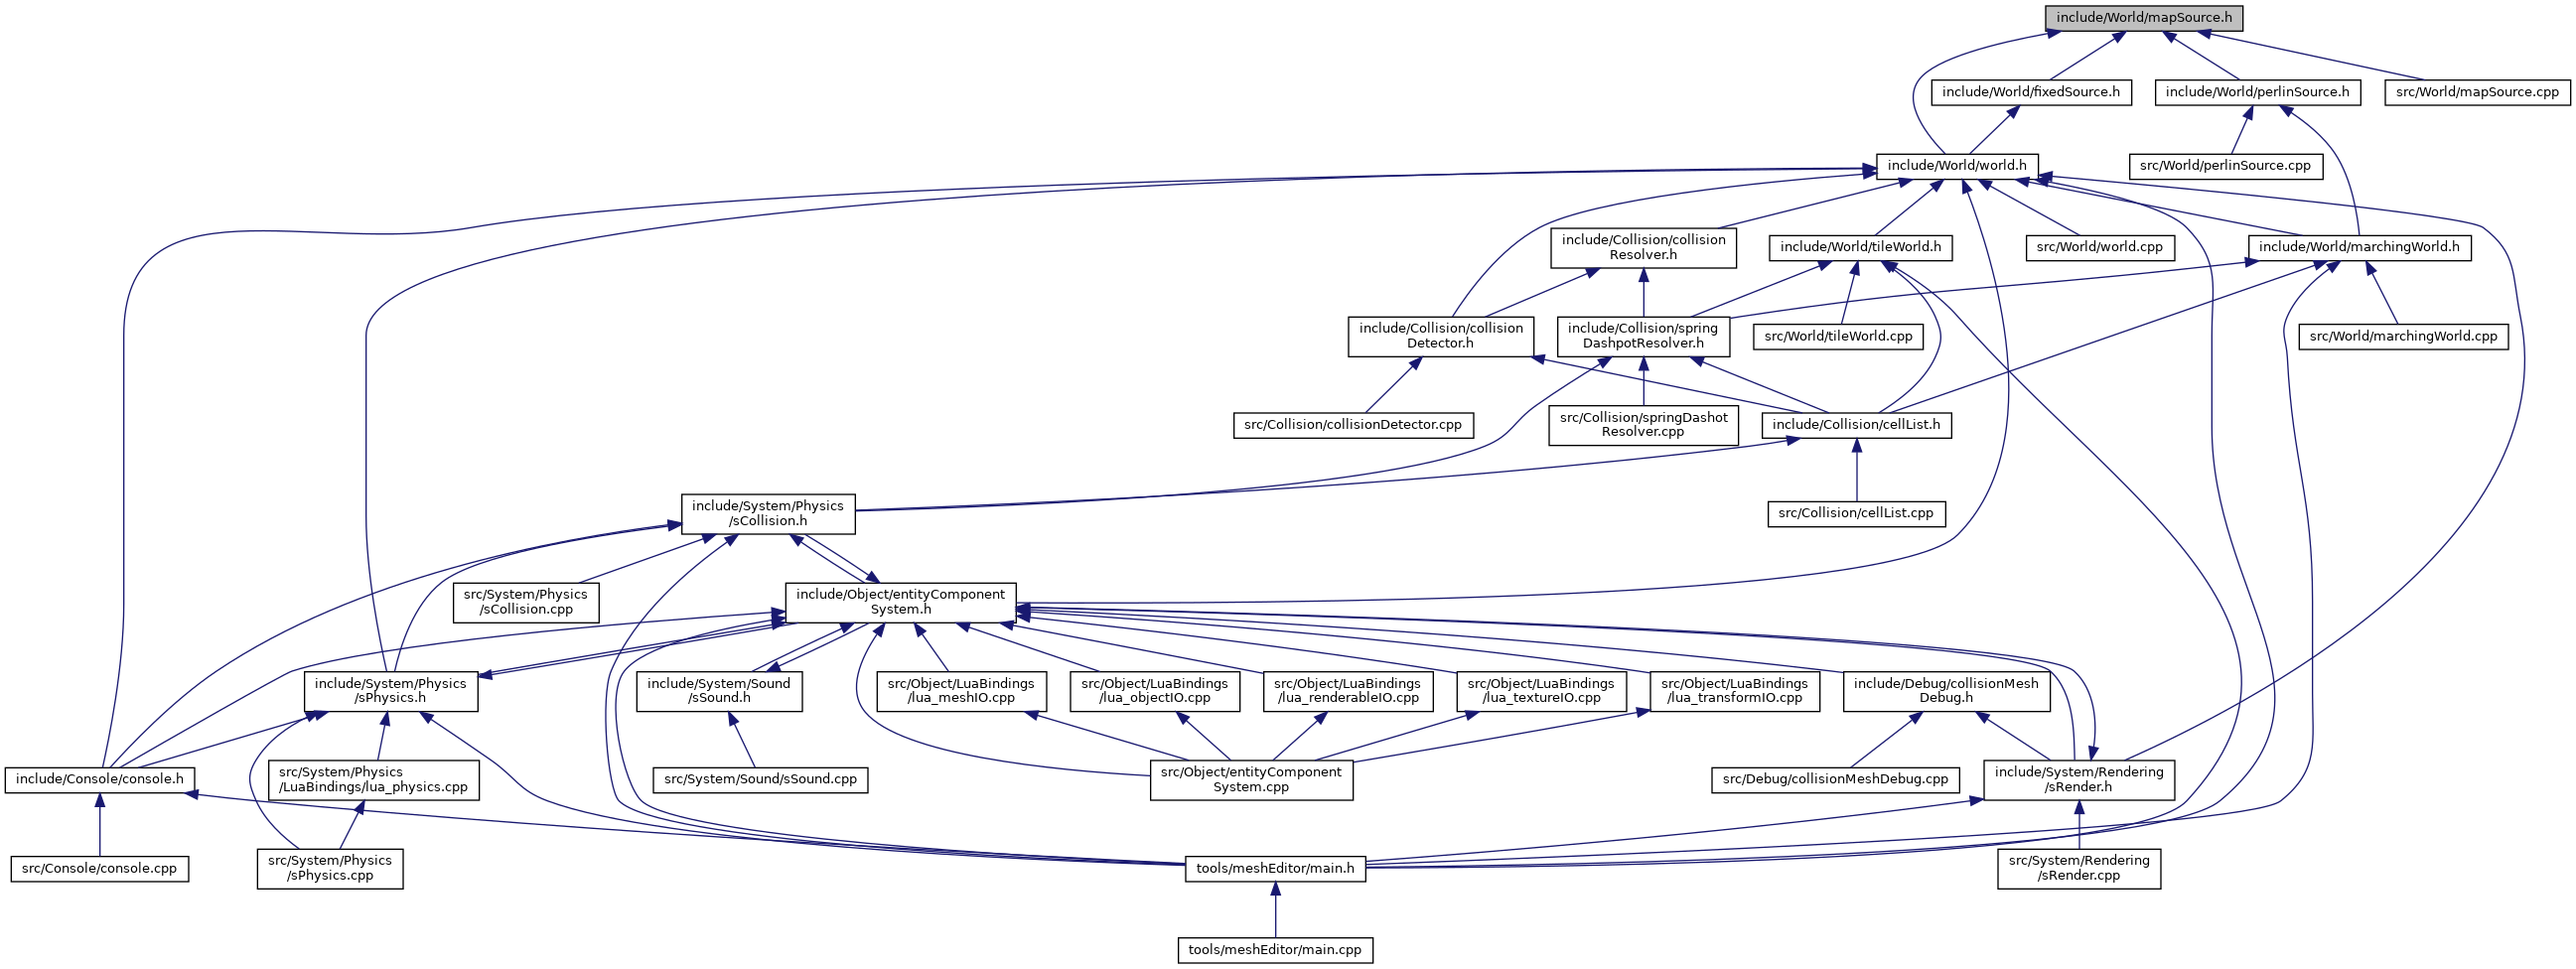 include/World/mapSource.h
include/World/fixedSource.h
include/World/perlinSource.h
src/World/mapSource.cpp
include/World/world.h
src/World/perlinSource.cpp
include/Collision/collision
Resolver.h
include/World/tileWorld.h
src/World/world.cpp
include/World/marchingWorld.h
include/Collision/collision
Detector.h
include/Collision/spring
DashpotResolver.h
src/World/tileWorld.cpp
src/World/marchingWorld.cpp
src/Collision/collisionDetector.cpp
src/Collision/springDashot
Resolver.cpp
include/Collision/cellList.h
include/System/Physics
/sCollision.h
src/Collision/cellList.cpp
src/System/Physics
/sCollision.cpp
include/Object/entityComponent
System.h
include/System/Physics
/sPhysics.h
include/System/Sound
/sSound.h
src/Object/LuaBindings
/lua_meshIO.cpp
src/Object/LuaBindings
/lua_objectIO.cpp
src/Object/LuaBindings
/lua_renderableIO.cpp
src/Object/LuaBindings
/lua_textureIO.cpp
src/Object/LuaBindings
/lua_transformIO.cpp
include/Debug/collisionMesh
Debug.h
include/Console/console.h
src/System/Physics
/LuaBindings/lua_physics.cpp
src/System/Sound/sSound.cpp
src/Object/entityComponent
System.cpp
src/Debug/collisionMeshDebug.cpp
include/System/Rendering
/sRender.h
src/Console/console.cpp
src/System/Physics
/sPhysics.cpp
tools/meshEditor/main.h
src/System/Rendering
/sRender.cpp
tools/meshEditor/main.cpp